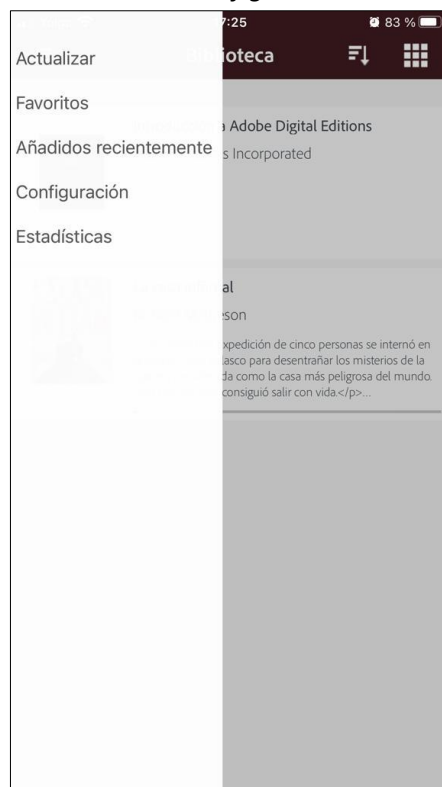 7:25
83 %
Actualizar
ioteca
Favoritos
a Adobe Digital Editions
Añadidos recientemente
s Incorporated
Configuración
Estadísticas
al
eson
xpedición de cinco personas se internó en
lasco para desentrañar los misterios de la
da como la casa más peligrosa del mundo.
consiguió salir con vida.</p>...